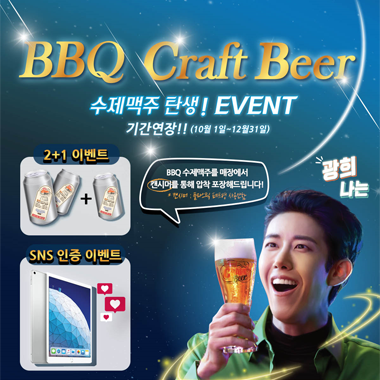 BBQ Craft Beer
수제맥주 탄생! EVENT
기간연장!! (10월 1일~12월31일)
2+1 이벤트
+
BBQ 수제맥주를 매장에서
캔시머를 통해 압착 포장해드립니다!
광희
나는
SNS 인증 이벤트